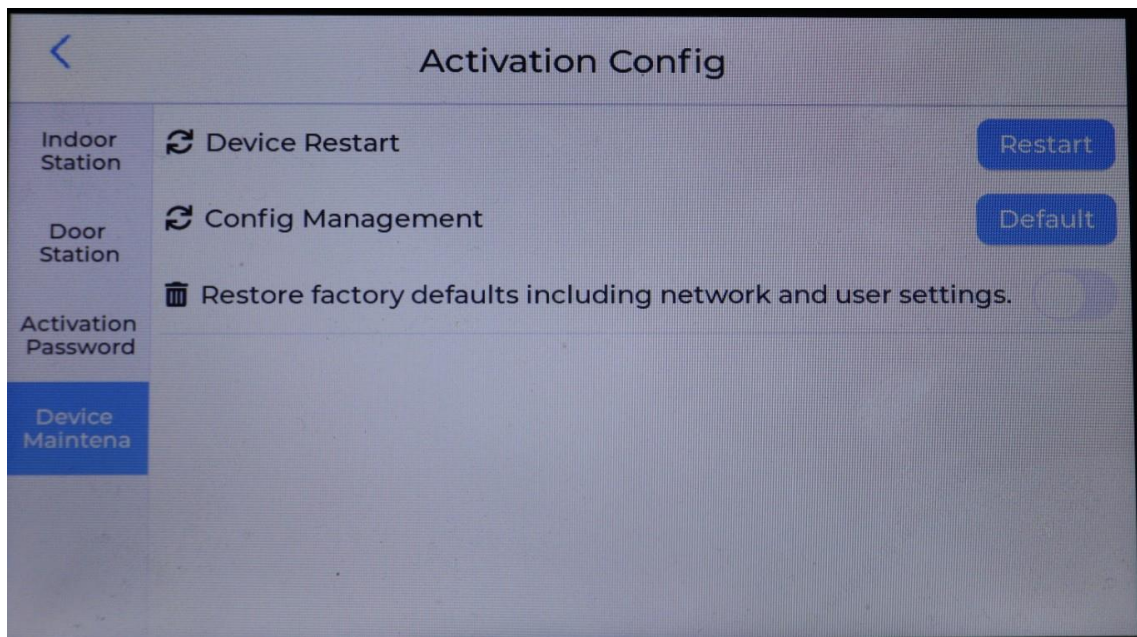 Activation Config
Indoor
Station
Door
Station
Activation
Password
Device
Maintena
Device Restart
Restart
Config Management
Default
Restore factory defaults including network and user settings.